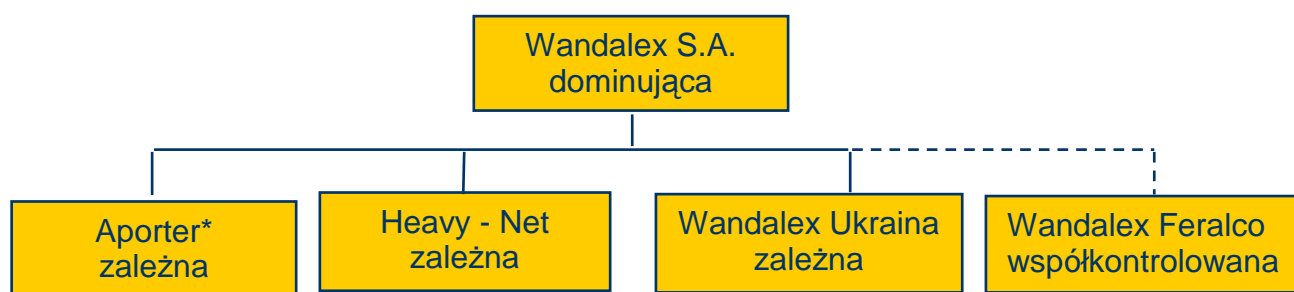 Wandalex S.A.
dominująca
Aporter*
zależna
Heavy - Net
zależna
Wandalex Ukraina
zależna
Wandalex Feralco
współkontrolowana